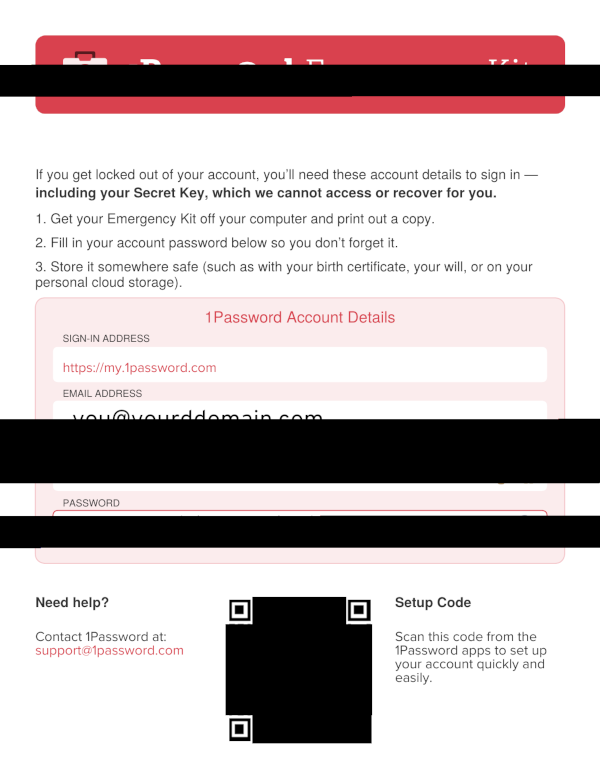 If you get locked out of your account, you'll need these account details to sign in —
including your Secret Key, which we cannot access or recover for you.
1. Get your Emergency Kit off your computer and print out a copy.
2. Fill in your account password below so you don't forget it.
3. Store it somewhere safe (such as with your birth certificate, your will, or on your
personal cloud storage).
1Password Account Details
SIGN-IN ADDRESS
https://my.1password.com
EMAIL ADDRESS
you@yourddomain.com
PASSWORD
Need help?
Contact 1Password at:
support@1password.com
Setup Code
Scan this code from the
1Password apps to set up
your account quickly and
easily.